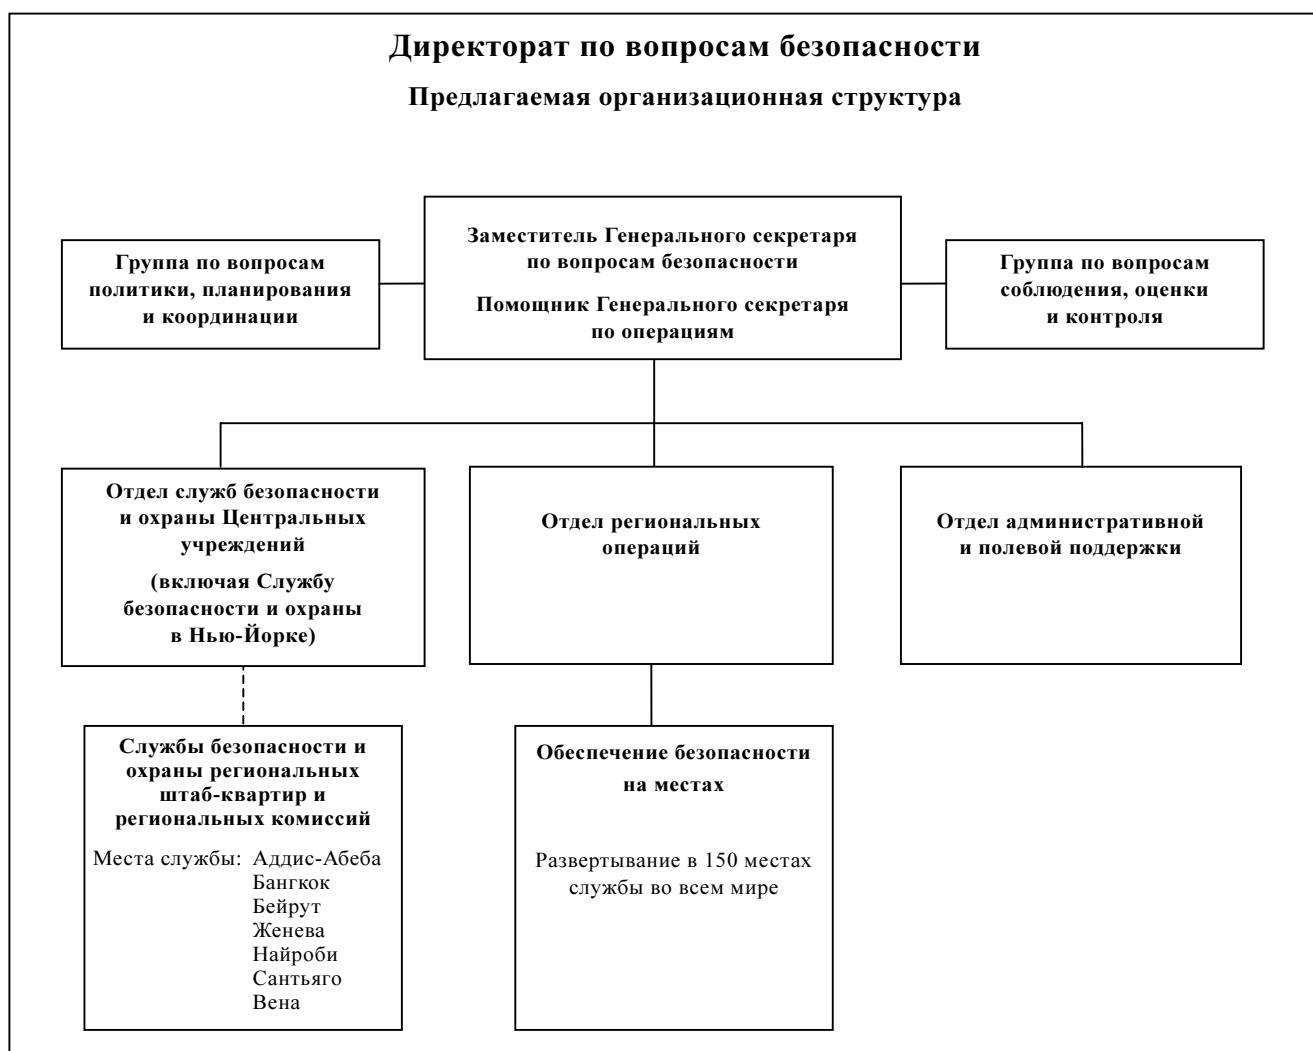 Директорат по вопросам безопасности
Предлагаемая организационная структура
Заместитель Генерального секретаря
по вопросам безопасности
Помощник Генерального секретаря
по операциям
Группа по вопросам
политики, планирования
и координации
Группа по вопросам
соблюдения, оценки
и контроля
Отдел служб безопасности
и охраны Центральных
учреждений
(включая Службу
безопасности и охраны
в Нью-Йорке)
Отдел региональных
операций
Отдел административной
и полевой поддержки
Службы безопасности и
охраны региональных
штаб-квартир и
региональных комиссий
Места службы: Аддис-Абеба
Бангкок
Бейрут
Женева
Найроби
Сантьяго
Вена
Обеспечение безопасности
на местах
Развертывание в 150 местах
службы во всем мире